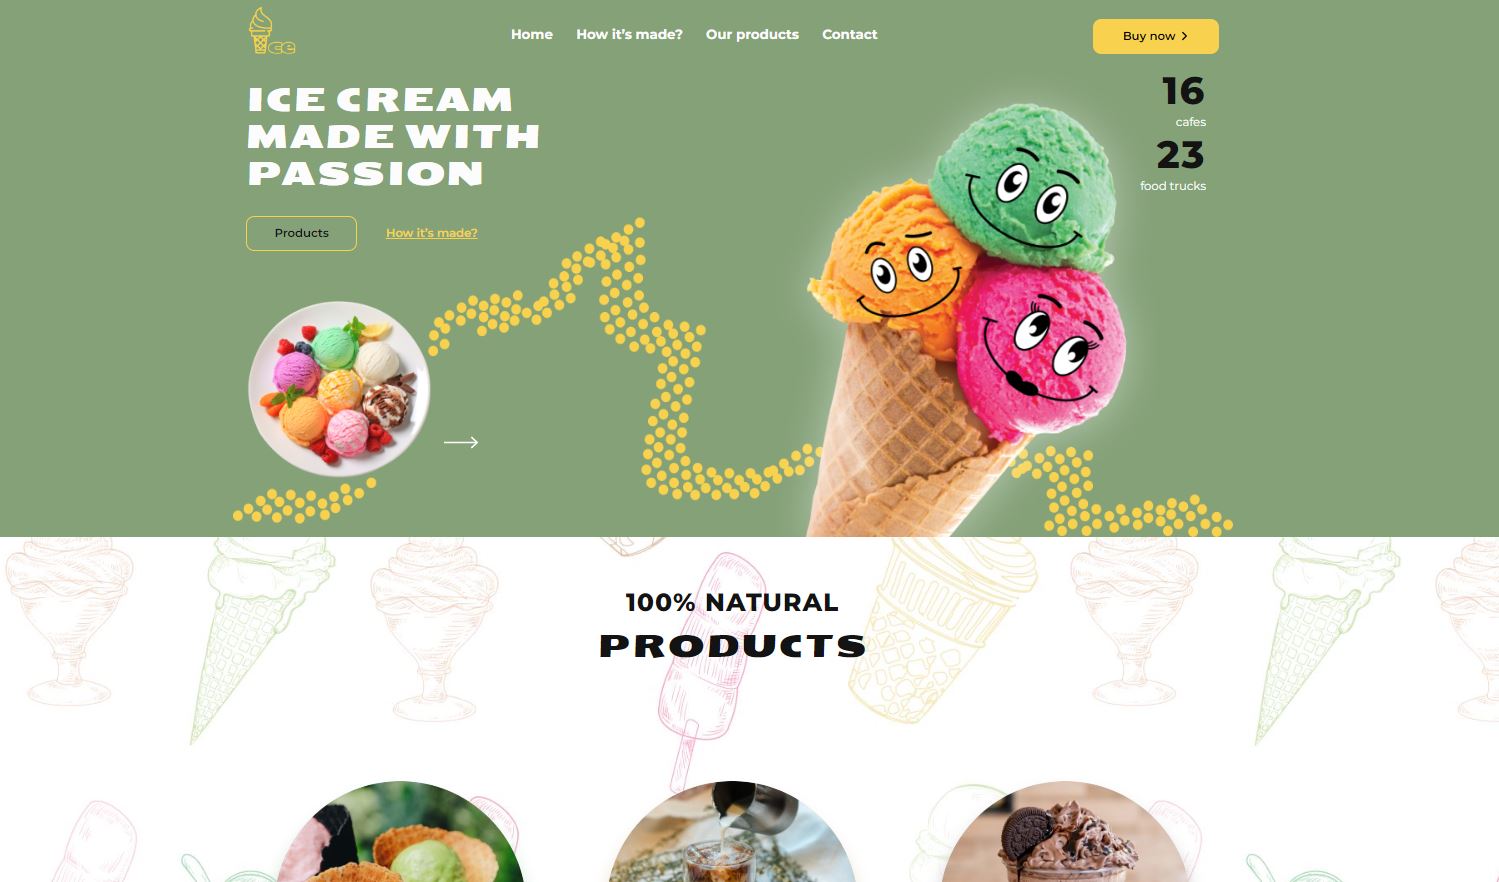 ce
Home
How it's made?
Our products
Contact
Buy now
ICE CREAM
MADE WITH
PASSION
16
cafes
23
food trucks
Products
How it's made?
100% NATURAL
PRODUCTS